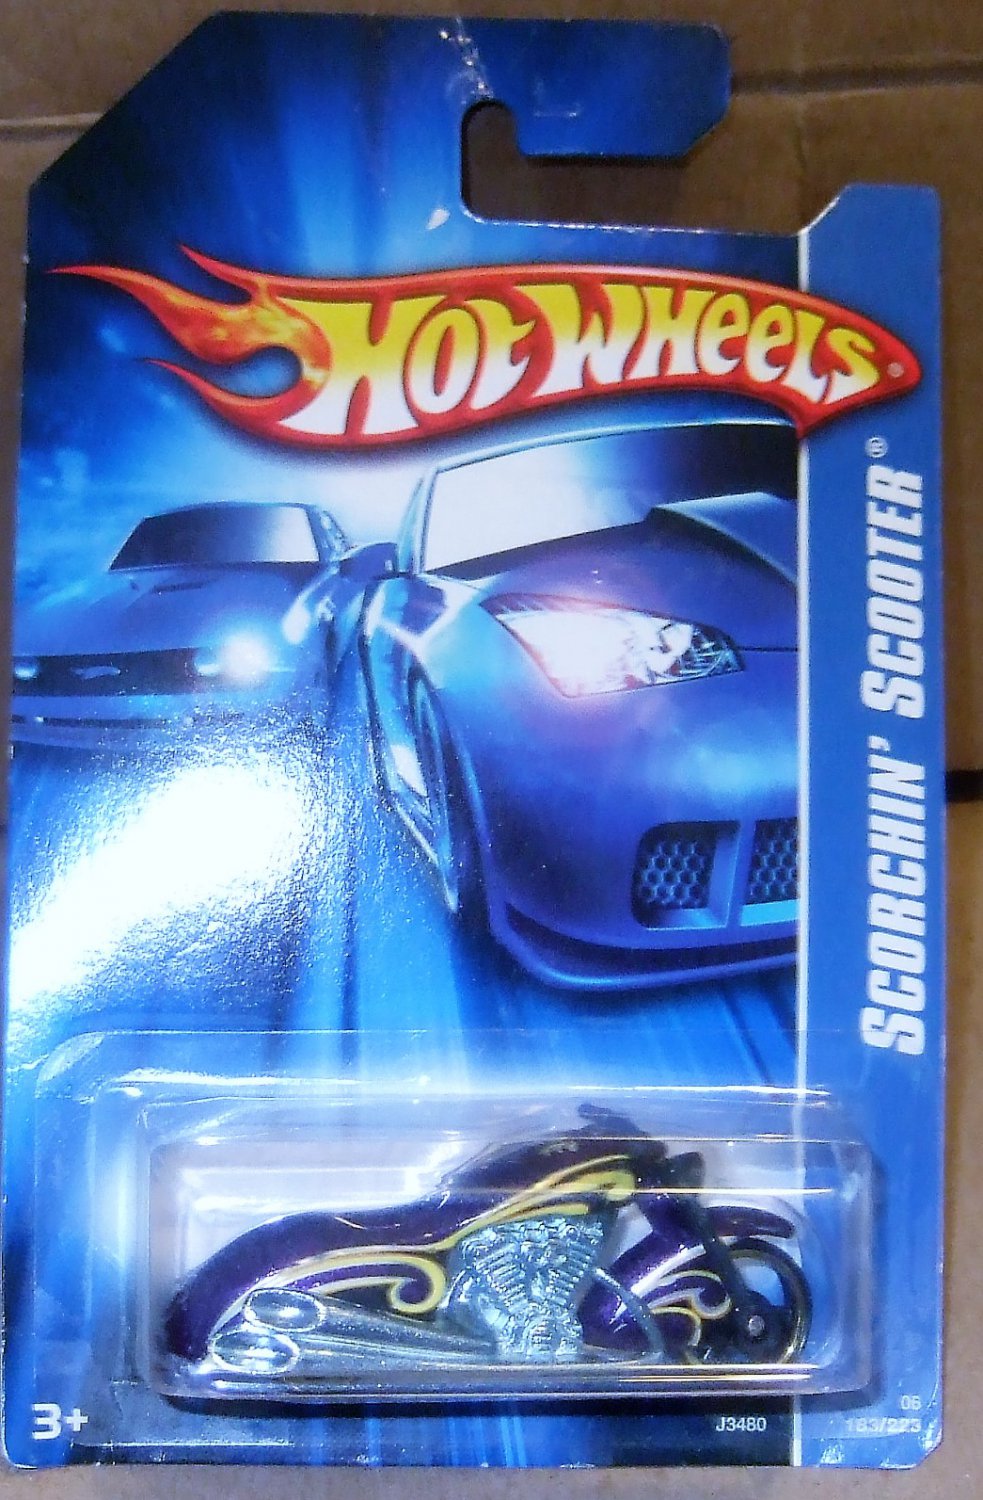 HOT WHEELS ®
SCORCHIN' SCOOTER ®
3+
J3480
06
183/223